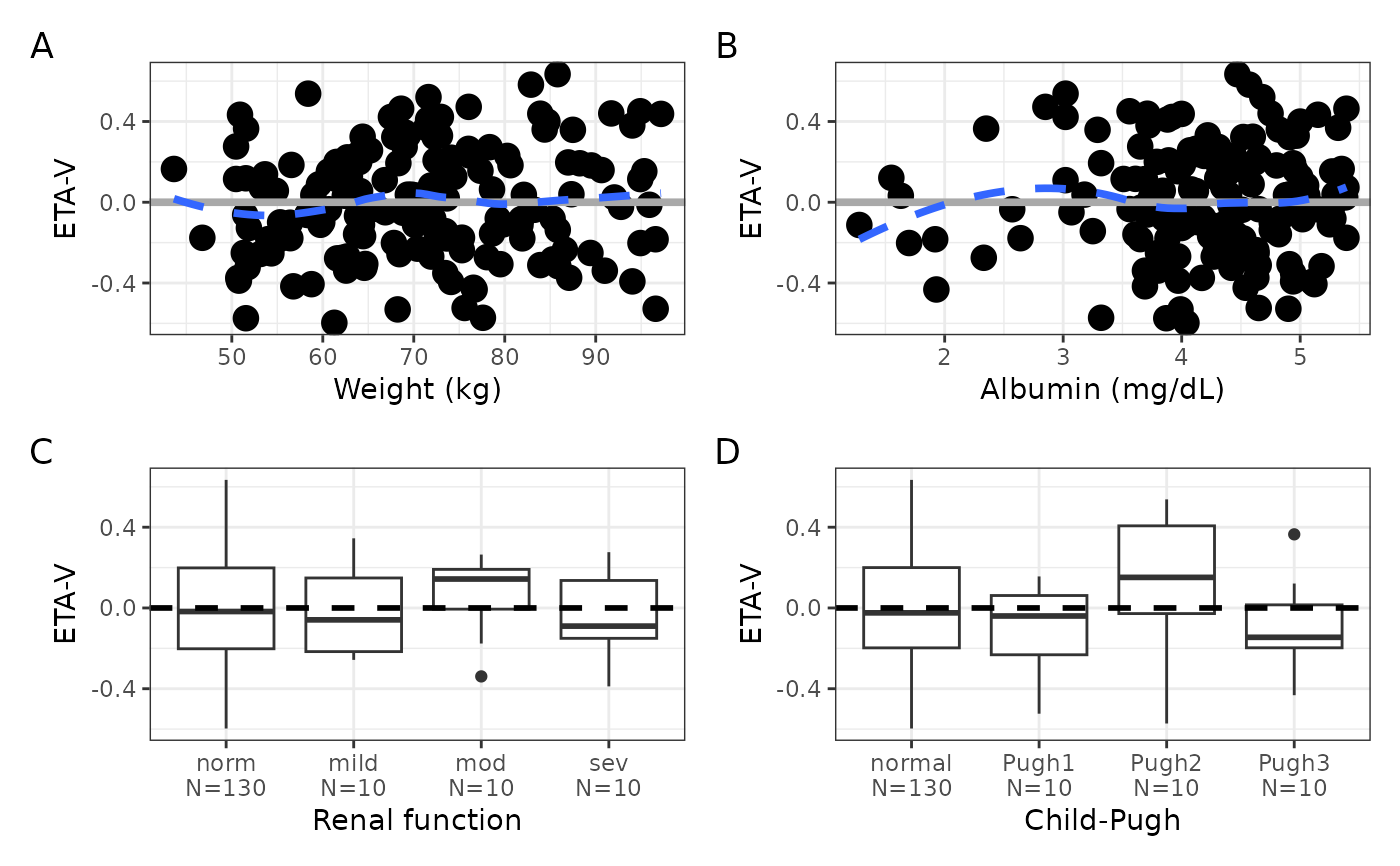 A
ETA-V
0.4
0.0
-0.4
50 60 70 80 90
Weight (kg)
B
ETA-V
0.4
0.0
-0.4
2 3 4 5
Albumin (mg/dL)
C
ETA-V
0.4
0.0
-0.4
norm mild mod sev
N=130 N=10 N=10 N=10
Renal function
D
ETA-V
0.4
0.0
-0.4
normal Pugh1 Pugh2 Pugh3
N=130 N=10 N=10 N=10
Child-Pugh